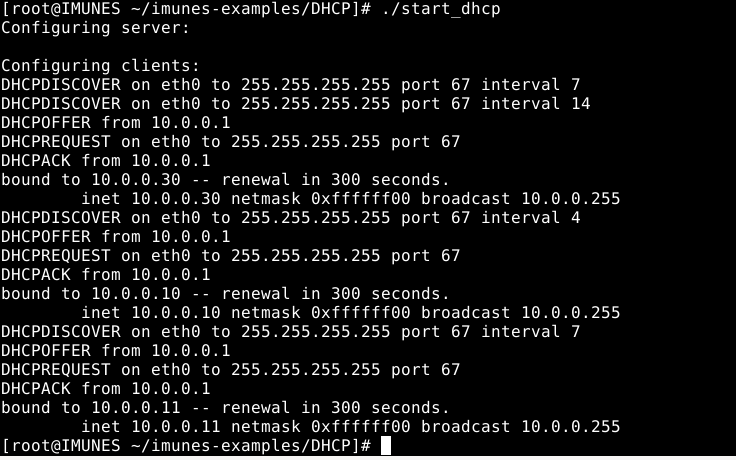 [root@IMUNES ~/imunes-examples/DHCP]# ./start_dhcp
Configuring server:

Configuring clients:
DHCPDISCOVER on eth0 to 255.255.255.255 port 67 interval 7
DHCPDISCOVER on eth0 to 255.255.255.255 port 67 interval 14
DHCPOFFER from 10.0.0.1
DHCPREQUEST on eth0 to 255.255.255.255 port 67
DHCPACK from 10.0.0.1
bound to 10.0.0.30 -- renewal in 300 seconds.
        inet 10.0.0.30 netmask 0xffffff00 broadcast 10.0.0.255
DHCPDISCOVER on eth0 to 255.255.255.255 port 67 interval 4
DHCPOFFER from 10.0.0.1
DHCPREQUEST on eth0 to 255.255.255.255 port 67
DHCPACK from 10.0.0.1
bound to 10.0.0.10 -- renewal in 300 seconds.
        inet 10.0.0.10 netmask 0xffffff00 broadcast 10.0.0.255
DHCPDISCOVER on eth0 to 255.255.255.255 port 67 interval 7
DHCPOFFER from 10.0.0.1
DHCPREQUEST on eth0 to 255.255.255.255 port 67
DHCPACK from 10.0.0.1
bound to 10.0.0.11 -- renewal in 300 seconds.
        inet 10.0.0.11 netmask 0xffffff00 broadcast 10.0.0.255
[root@IMUNES ~/imunes-examples/DHCP]#